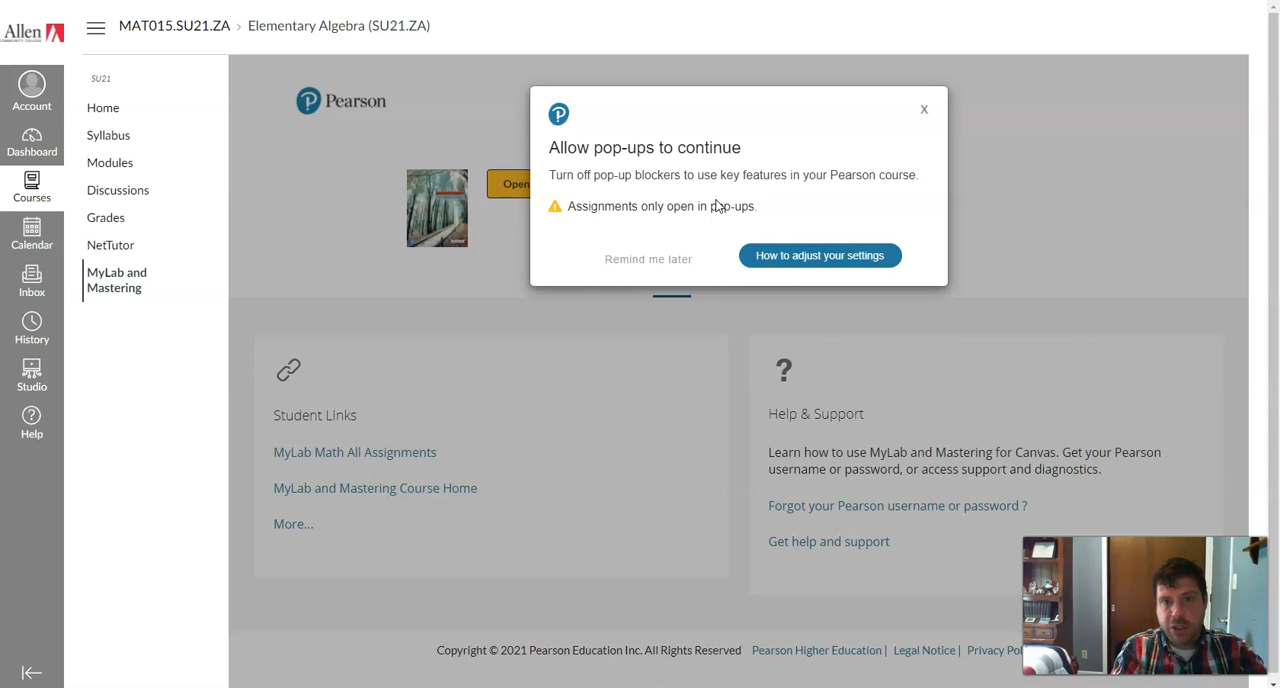 Allen
COMMUNITY COLLEGE
MAT015.SU21.ZA › Elementary Algebra (SU21.ZA)
Account
Dashboard
Courses
Calendar
Inbox
History
Studio
Help
SU21
Home
Syllabus
Modules
Discussions
Grades
NetTutor
MyLab and
Mastering
Pearson
Open
Allow pop-ups to continue
X
Turn off pop-up blockers to use key features in your Pearson course.
Assignments only open in pop-ups.
Remind me later
How to adjust your settings
Student Links
MyLab Math All Assignments
MyLab and Mastering Course Home
More...
?
Help & Support
Learn how to use MyLab and Mastering for Canvas. Get your Pearson
username or password, or access support and diagnostics.
Forgot your Pearson username or password ?
Get help and support
Copyright © 2021 Pearson Education Inc. All Rights Reserved Pearson Higher Education | Legal Notice | Privacy Pol